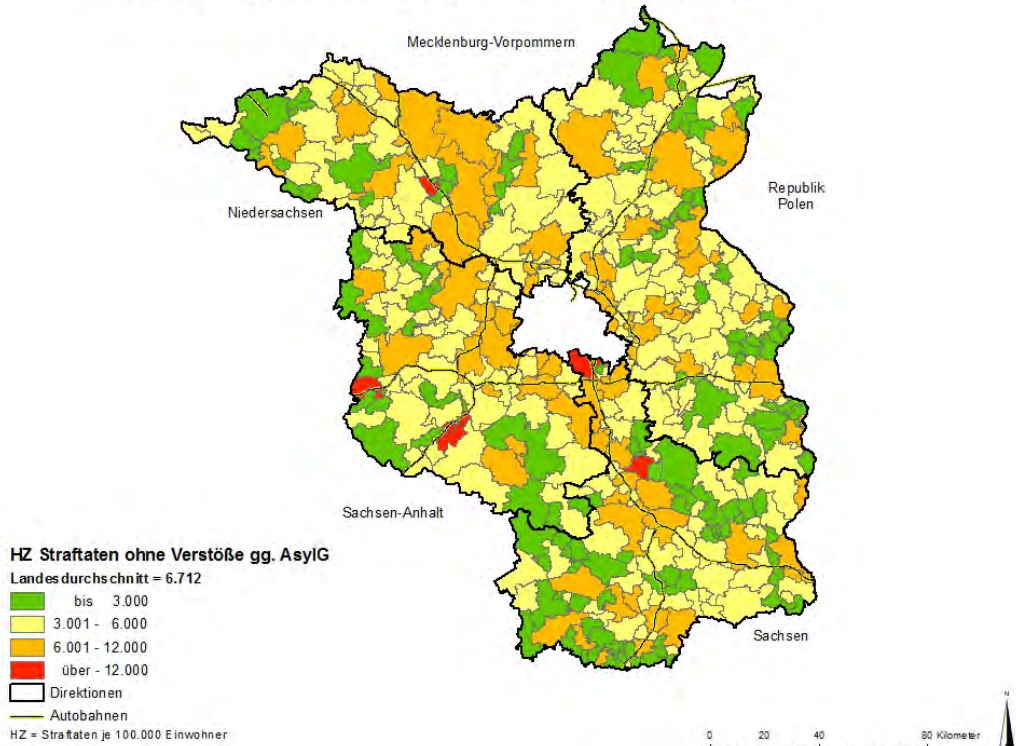 Mecklenburg-Vorpommern
Niedersachsen
Republik
Polen
Sachsen-Anhalt
Sachsen
HZ Straftaten ohne Verstöße gg. AsylG
Landesdurchschnitt = 6.712
bis 3.000
3.001 - 6.000
6.001 - 12.000
über - 12.000
Direktionen
Autobahnen
HZ = Straftaten je 100.000 Einwohner
N
0 20 40 80 Kilometer